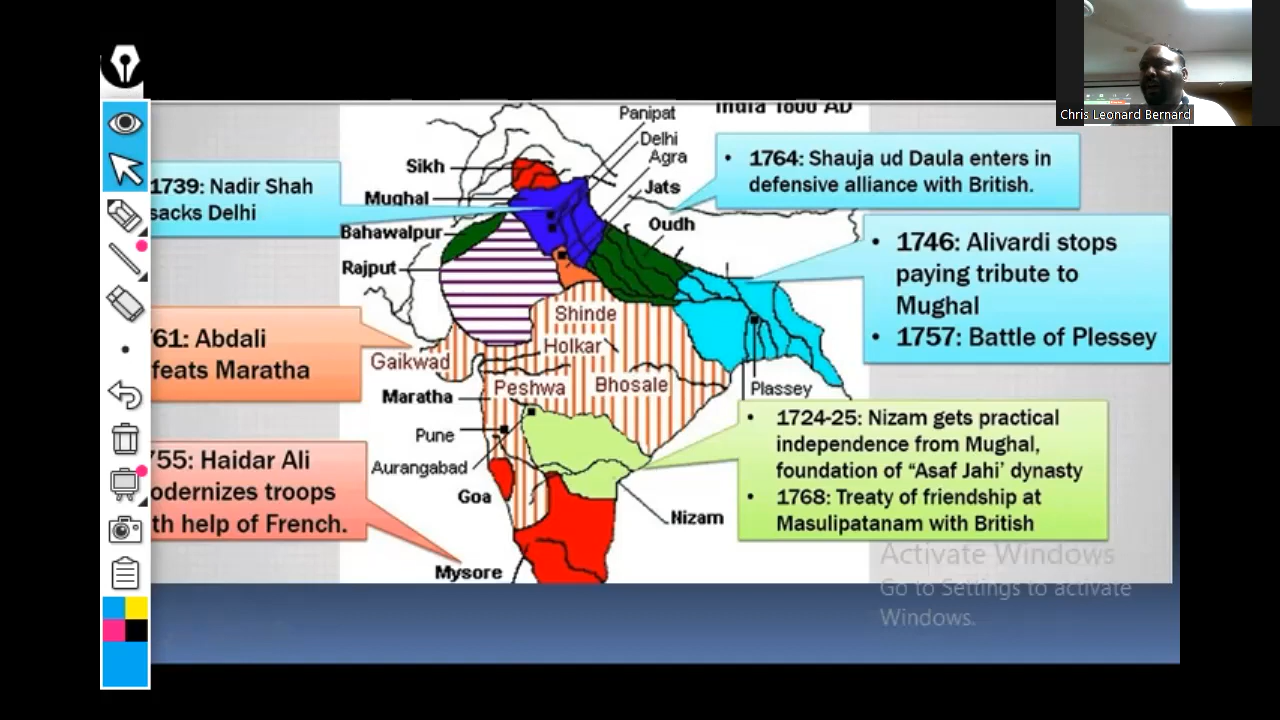 Chris Leonard Bernard
India 1800 AD
Panipat
Delhi
Agra
Sikh
Jats
Mughal
Oudh
Bahawalpur
Rajput
Shinde
Holkar
Gaikwad
Peshwa
Bhosale
Maratha
Plassey
Pune
Aurangabad
Goa
Nizam
Mysore
1739: Nadir Shah
sacks Delhi
61: Abdali
feats Maratha
755: Haidar Ali
odernizes troops
th help of French.
• 1764: Shauja ud Daula enters in
defensive alliance with British.
• 1746: Alivardi stops
paying tribute to
Mughal
• 1757: Battle of Plessey
• 1724-25: Nizam gets practical
independence from Mughal,
foundation of “Asaf Jahi’ dynasty
• 1768: Treaty of friendship at
Masulipatanam with British
Activate Windows
Go to Settings to activate
Windows.